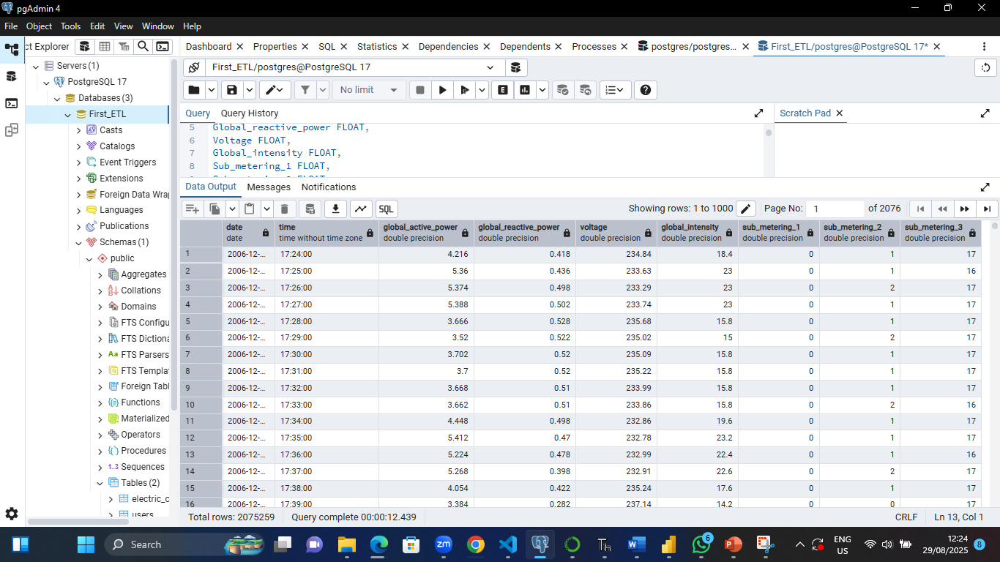 pgAdmin 4
File Object Tools Edit View Window Help
ct Explorer
Dashboard Properties SQL Statistics Dependencies Dependents Processes postgres/postgres... First_ETL/postgres@PostgreSQL 17*
Servers (1)
PostgreSQL 17
Databases (3)
First_ETL
Casts
Catalogs
Event Triggers
Extensions
Foreign Data Wra
Languages
Publications
Schemas (1)
public
Aggregates
Collations
Domains
FTS Configu
FTS Dictiona
Aa FTS Parsers
FTS Templa
Foreign Tabl
Functions
Materialized
Operators
Procedures
1..3 Sequences
Tables (2)
electric_c
users
First_ETL/postgres@PostgreSQL 17
No limit
E
Query Query History
Scratch Pad
5 Global_reactive_power FLOAT,
6 Voltage FLOAT,
7 Global_intensity FLOAT,
8 Sub_metering_1 FLOAT,
Data Output Messages Notifications
SQL
Showing rows: 1 to 1000 Page No: 1 of 2076
date time global_active_power global_reactive_power voltage global_intensity sub_metering_1 sub_metering_2 sub_metering_3
date time without time zone double precision double precision double precision double precision double precision double precision double precision
1 2006-12-... 17:24:00 4.216 0.418 234.84 18.4 0 1 17
2 2006-12-... 17:25:00 5.36 0.436 233.63 23 0 1 16
3 2006-12-... 17:26:00 5.374 0.498 233.29 23 0 2 17
4 2006-12-... 17:27:00 5.388 0.502 233.74 23 0 1 17
5 2006-12-... 17:28:00 3.666 0.528 235.68 15.8 0 1 17
6 2006-12-... 17:29:00 3.52 0.522 235.02 15 0 2 17
7 2006-12-... 17:30:00 3.702 0.52 235.09 15.8 0 1 17
8 2006-12-... 17:31:00 3.7 0.52 235.22 15.8 0 1 17
9 2006-12-... 17:32:00 3.668 0.51 233.99 15.8 0 1 17
10 2006-12-... 17:33:00 3.662 0.51 233.86 15.8 0 2 16
11 2006-12-... 17:34:00 4.448 0.498 232.86 19.6 0 1 17
12 2006-12-... 17:35:00 5.412 0.47 232.78 23.2 0 1 17
13 2006-12-... 17:36:00 5.224 0.478 232.99 22.4 0 1 16
14 2006-12-... 17:37:00 5.268 0.398 232.91 22.6 0 2 17
15 2006-12-... 17:38:00 4.054 0.422 235.24 17.6 0 1 17
16 2006-12-... 17:39:00 3.384 0.282 237.14 14.2 0 0 17
Total rows: 2075259 Query complete 00:00:12.439 CRLF Ln 13, Col 1
Search
zm
6
ENG
US
12:24
29/08/2025
8